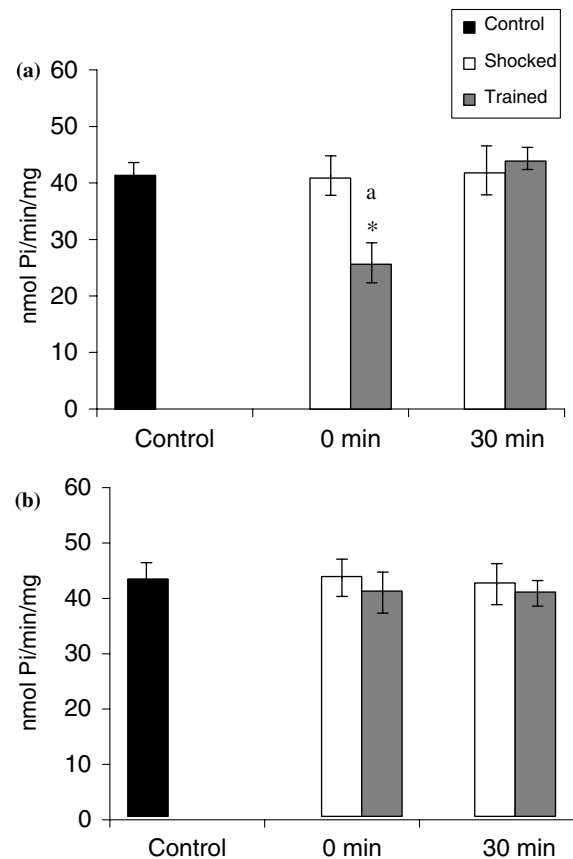 Control
Shocked
Trained
(a)
60
50
40
30
20
10
0
nmol Pi/min/mg
a
*
Control 0 min 30 min
(b)
60
50
40
30
20
10
0
nmol Pi/min/mg
Control 0 min 30 min